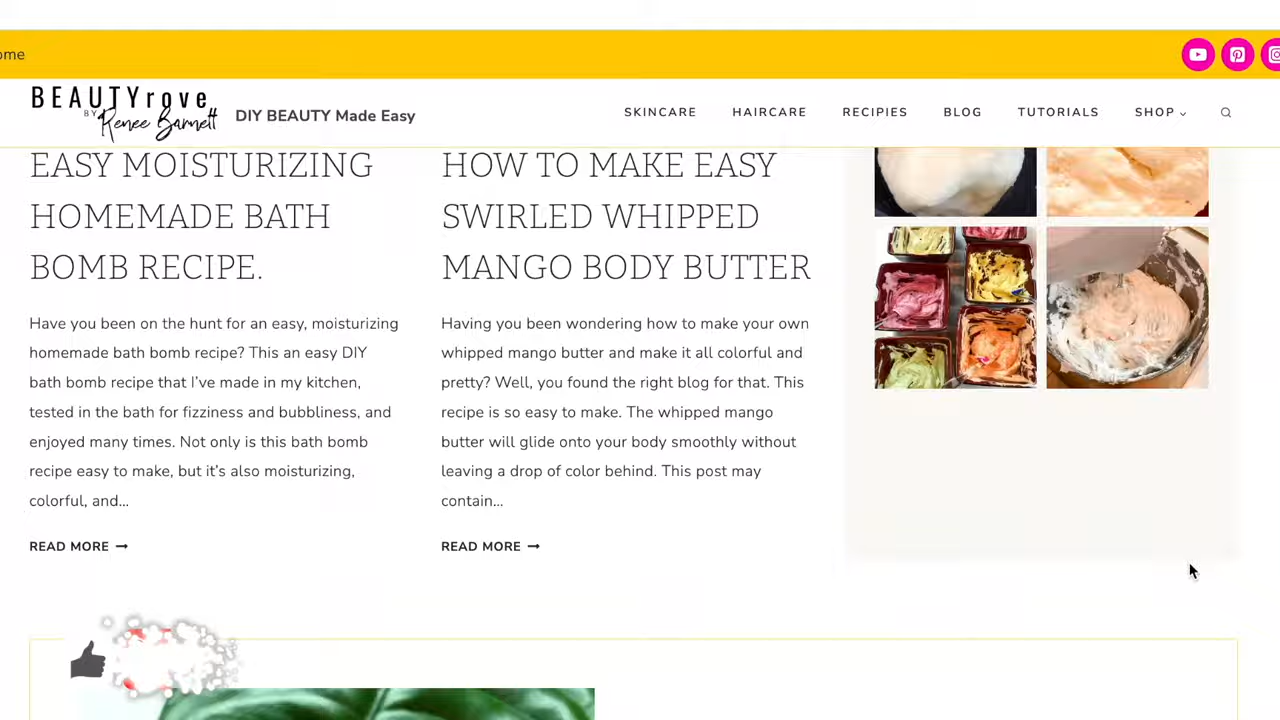 ome
BEAUTYrove
BY Renee Barnett
DIY BEAUTY Made Easy
SKINCARE
HAIRCARE
RECIPIES
BLOG
TUTORIALS
SHOP
EASY MOISTURIZING
HOMEMADE BATH
BOMB RECIPE.
Have you been on the hunt for an easy, moisturizing
homemade bath bomb recipe? This an easy DIY
bath bomb recipe that I’ve made in my kitchen,
tested in the bath for fizziness and bubbliness, and
enjoyed many times. Not only is this bath bomb
recipe easy to make, but it’s also moisturizing,
colorful, and...
READ MORE
HOW TO MAKE EASY
SWIRLED WHIPPED
MANGO BODY BUTTER
Having you been wondering how to make your own
whipped mango butter and make it all colorful and
pretty? Well, you found the right blog for that. This
recipe is so easy to make. The whipped mango
butter will glide onto your body smoothly without
leaving a drop of color behind. This post may
contain...
READ MORE